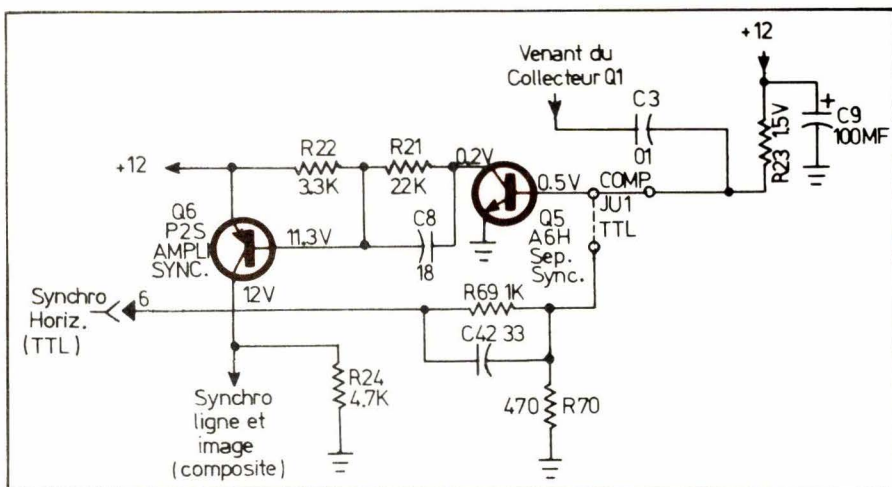 +12
Venant du
Collecteur Q1
C3
01
R23 1.5V
+
C9
100MF
R22
3.3K
R21
22K
0.2V
+12
0.5V
COMP.
JU1
TTL
Q6
P2S
AMPLI
SYNC.
11.3V
C8
18
Q5
A6H
Sep.
Sync.
12V
Synchro
Horiz.
(TTL)
6
R69 1K
C42 33
R24
4.7K
470
R70
Synchro
ligne et
image
(composite)